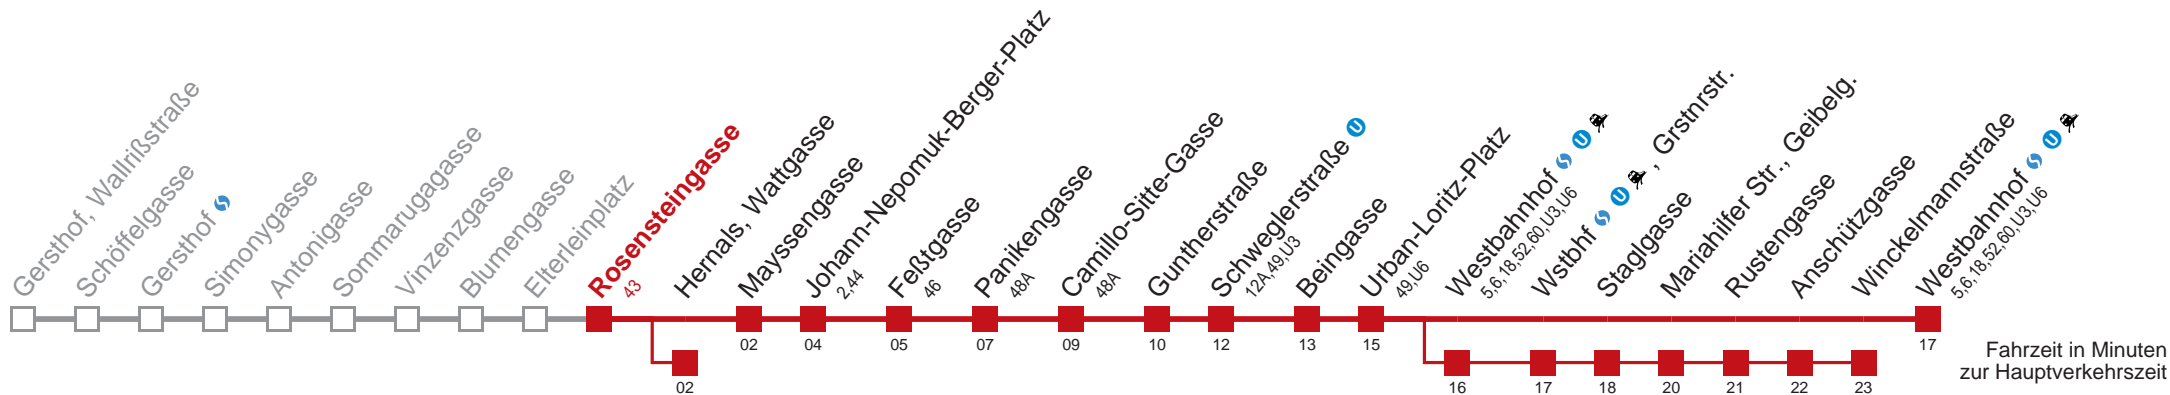 Gersthof, Wallrißstraße
Schöffelgasse
Gersthof S
Simonygasse
Antonigasse
Sommarugagasse
Vinzenzgasse
Blumengasse
Elterleinplatz
Rosensteingasse
43
Hernals, Wattgasse
02
Mayssengasse
02
Johann-Nepomuk-Berger-Platz
2,44
04
Feßtgasse
46
05
Panikengasse
48A
07
Camillo-Sitte-Gasse
48A
09
Guntherstraße
10
Schweglerstraße U
12A,49,U3
12
Beingasse
13
Urban-Loritz-Platz
49,U6
15
Westbahnhof S U
5,6,18,52,60,U3,U6
16
Wstbhf S U , Grstnrstr.
17
Staglgasse
18
Mariahilfer Str., Geibelg.
20
Rustengasse
21
Anschützgasse
22
Winckelmannstraße
23
Westbahnhof S U
5,6,18,52,60,U3,U6
17
Fahrzeit in Minuten
zur Hauptverkehrszeit